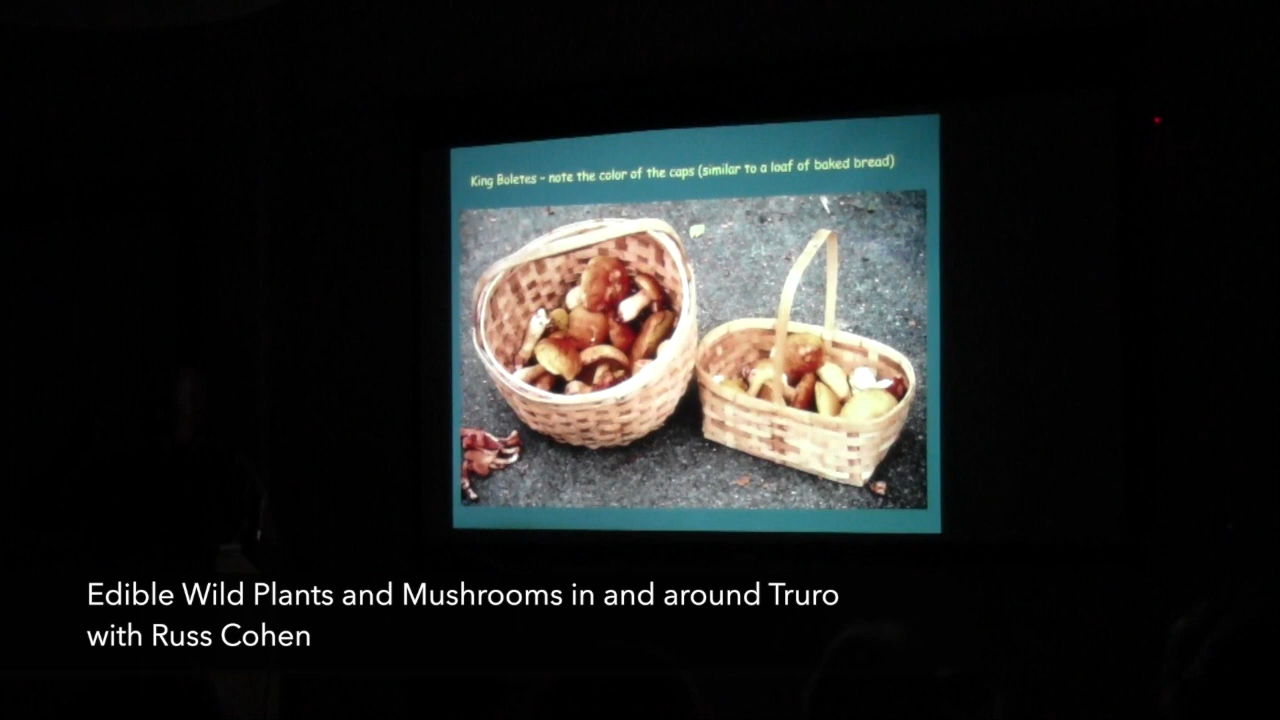 King Boletes - note the color of the caps (similar to a loaf of baked bread)
Edible Wild Plants and Mushrooms in and around Truro
with Russ Cohen